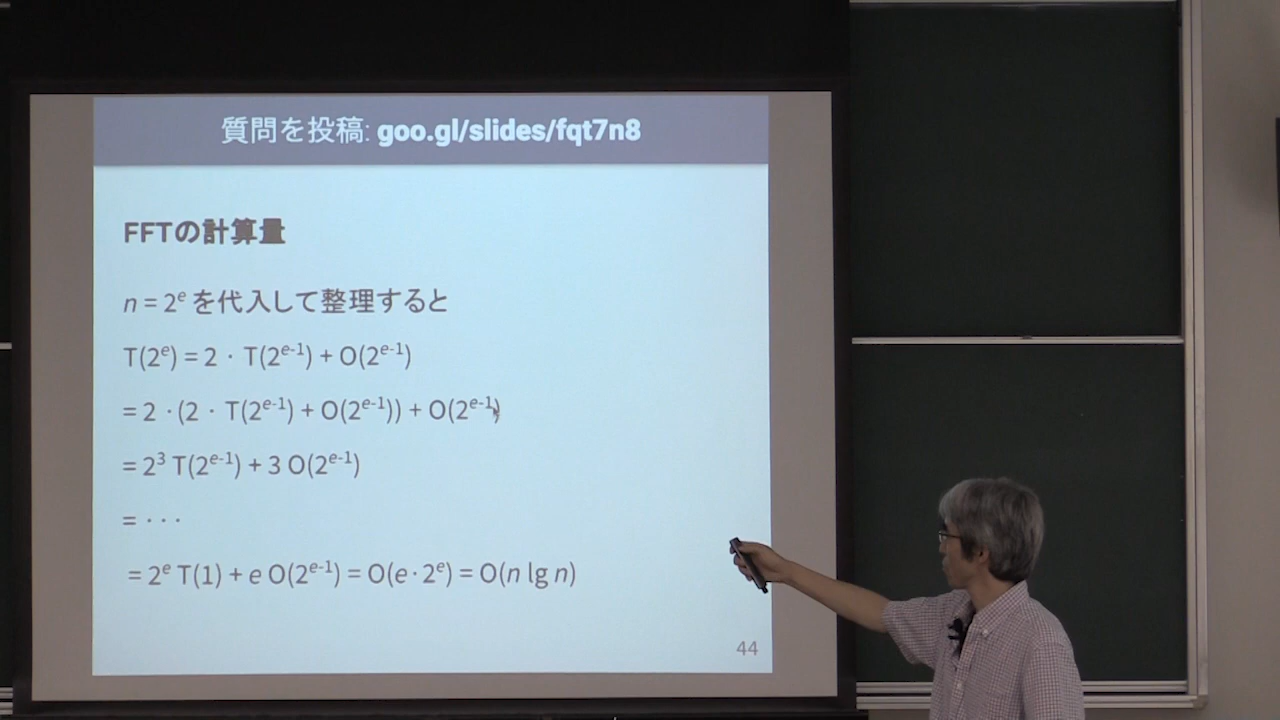 質問を投稿: goo.gl/slides/fqt7n8
FFTの計算量
n = 2^e を代入して整理すると
T(2^e) = 2 · T(2^{e-1}) + O(2^{e-1})
= 2 · (2 · T(2^{e-1}) + O(2^{e-1})) + O(2^{e-1})
= 2^3 T(2^{e-1}) + 3 O(2^{e-1})
= · · ·
= 2^e T(1) + e O(2^{e-1}) = O(e · 2^e) = O(n lg n)
44